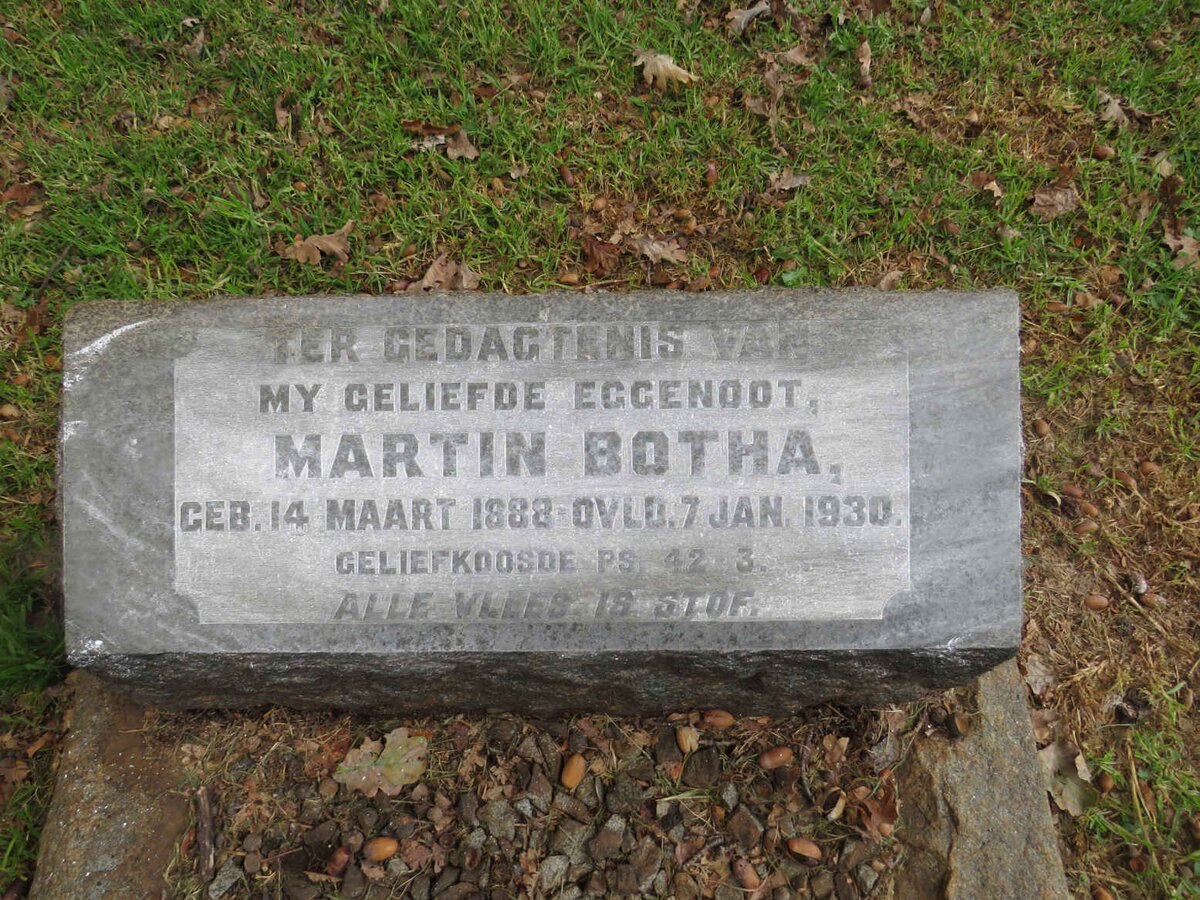 TER GEDAGTENIS VAN
MY GELIEFDE EGGENOOT,
MARTIN BOTHA,
GEB. 14 MAART 1888-OVLD. 7 JAN. 1930.
GELIEFKOOSDE PS. 42:3.
ALLE VLEES IS STOF.